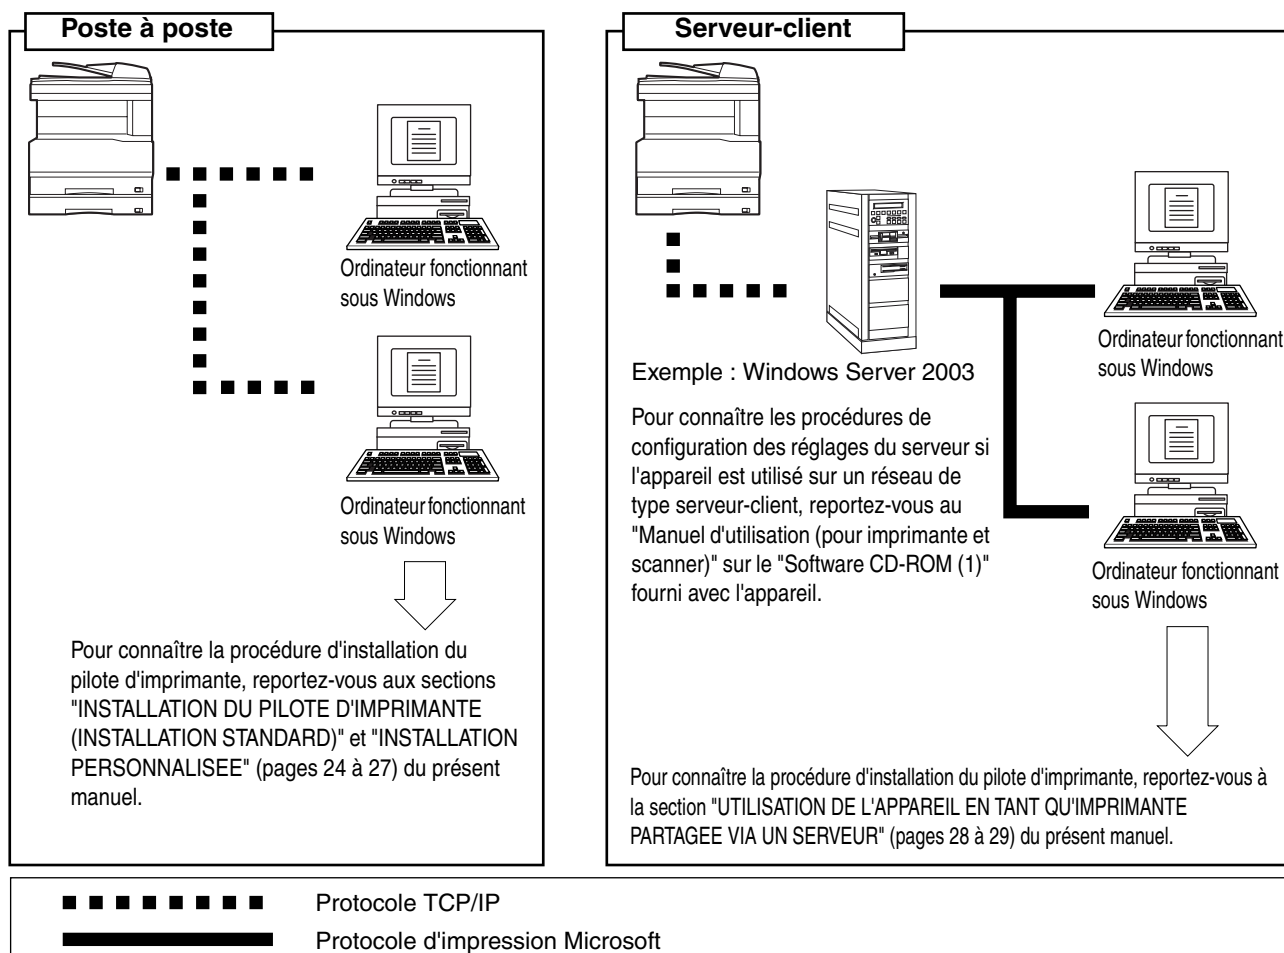 Poste à poste
Ordinateur fonctionnant
sous Windows
Ordinateur fonctionnant
sous Windows
Pour connaître la procédure d'installation du
pilote d'imprimante, reportez-vous aux sections
"INSTALLATION DU PILOTE D'IMPRIMANTE
(INSTALLATION STANDARD)" et "INSTALLATION
PERSONNALISEE" (pages 24 à 27) du présent
manuel.
Serveur-client
Exemple : Windows Server 2003
Pour connaître les procédures de
configuration des réglages du serveur si
l'appareil est utilisé sur un réseau de
type serveur-client, reportez-vous au
"Manuel d'utilisation (pour imprimante et
scanner)" sur le "Software CD-ROM (1)"
fourni avec l'appareil.
Ordinateur fonctionnant
sous Windows
Ordinateur fonctionnant
sous Windows
Pour connaître la procédure d'installation du pilote d'imprimante, reportez-vous à
la section "UTILISATION DE L'APPAREIL EN TANT QU'IMPRIMANTE
PARTAGEE VIA UN SERVEUR" (pages 28 à 29) du présent manuel.
Protocole TCP/IP
Protocole d'impression Microsoft